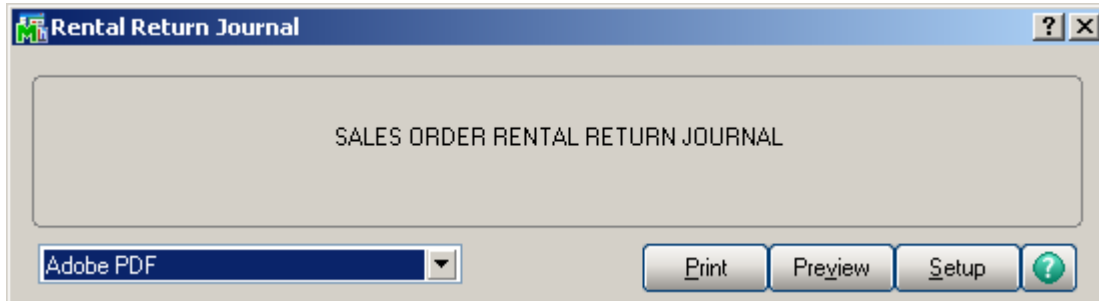 Rental Return Journal
SALES ORDER RENTAL RETURN JOURNAL
Adobe PDF
Print
Preview
Setup